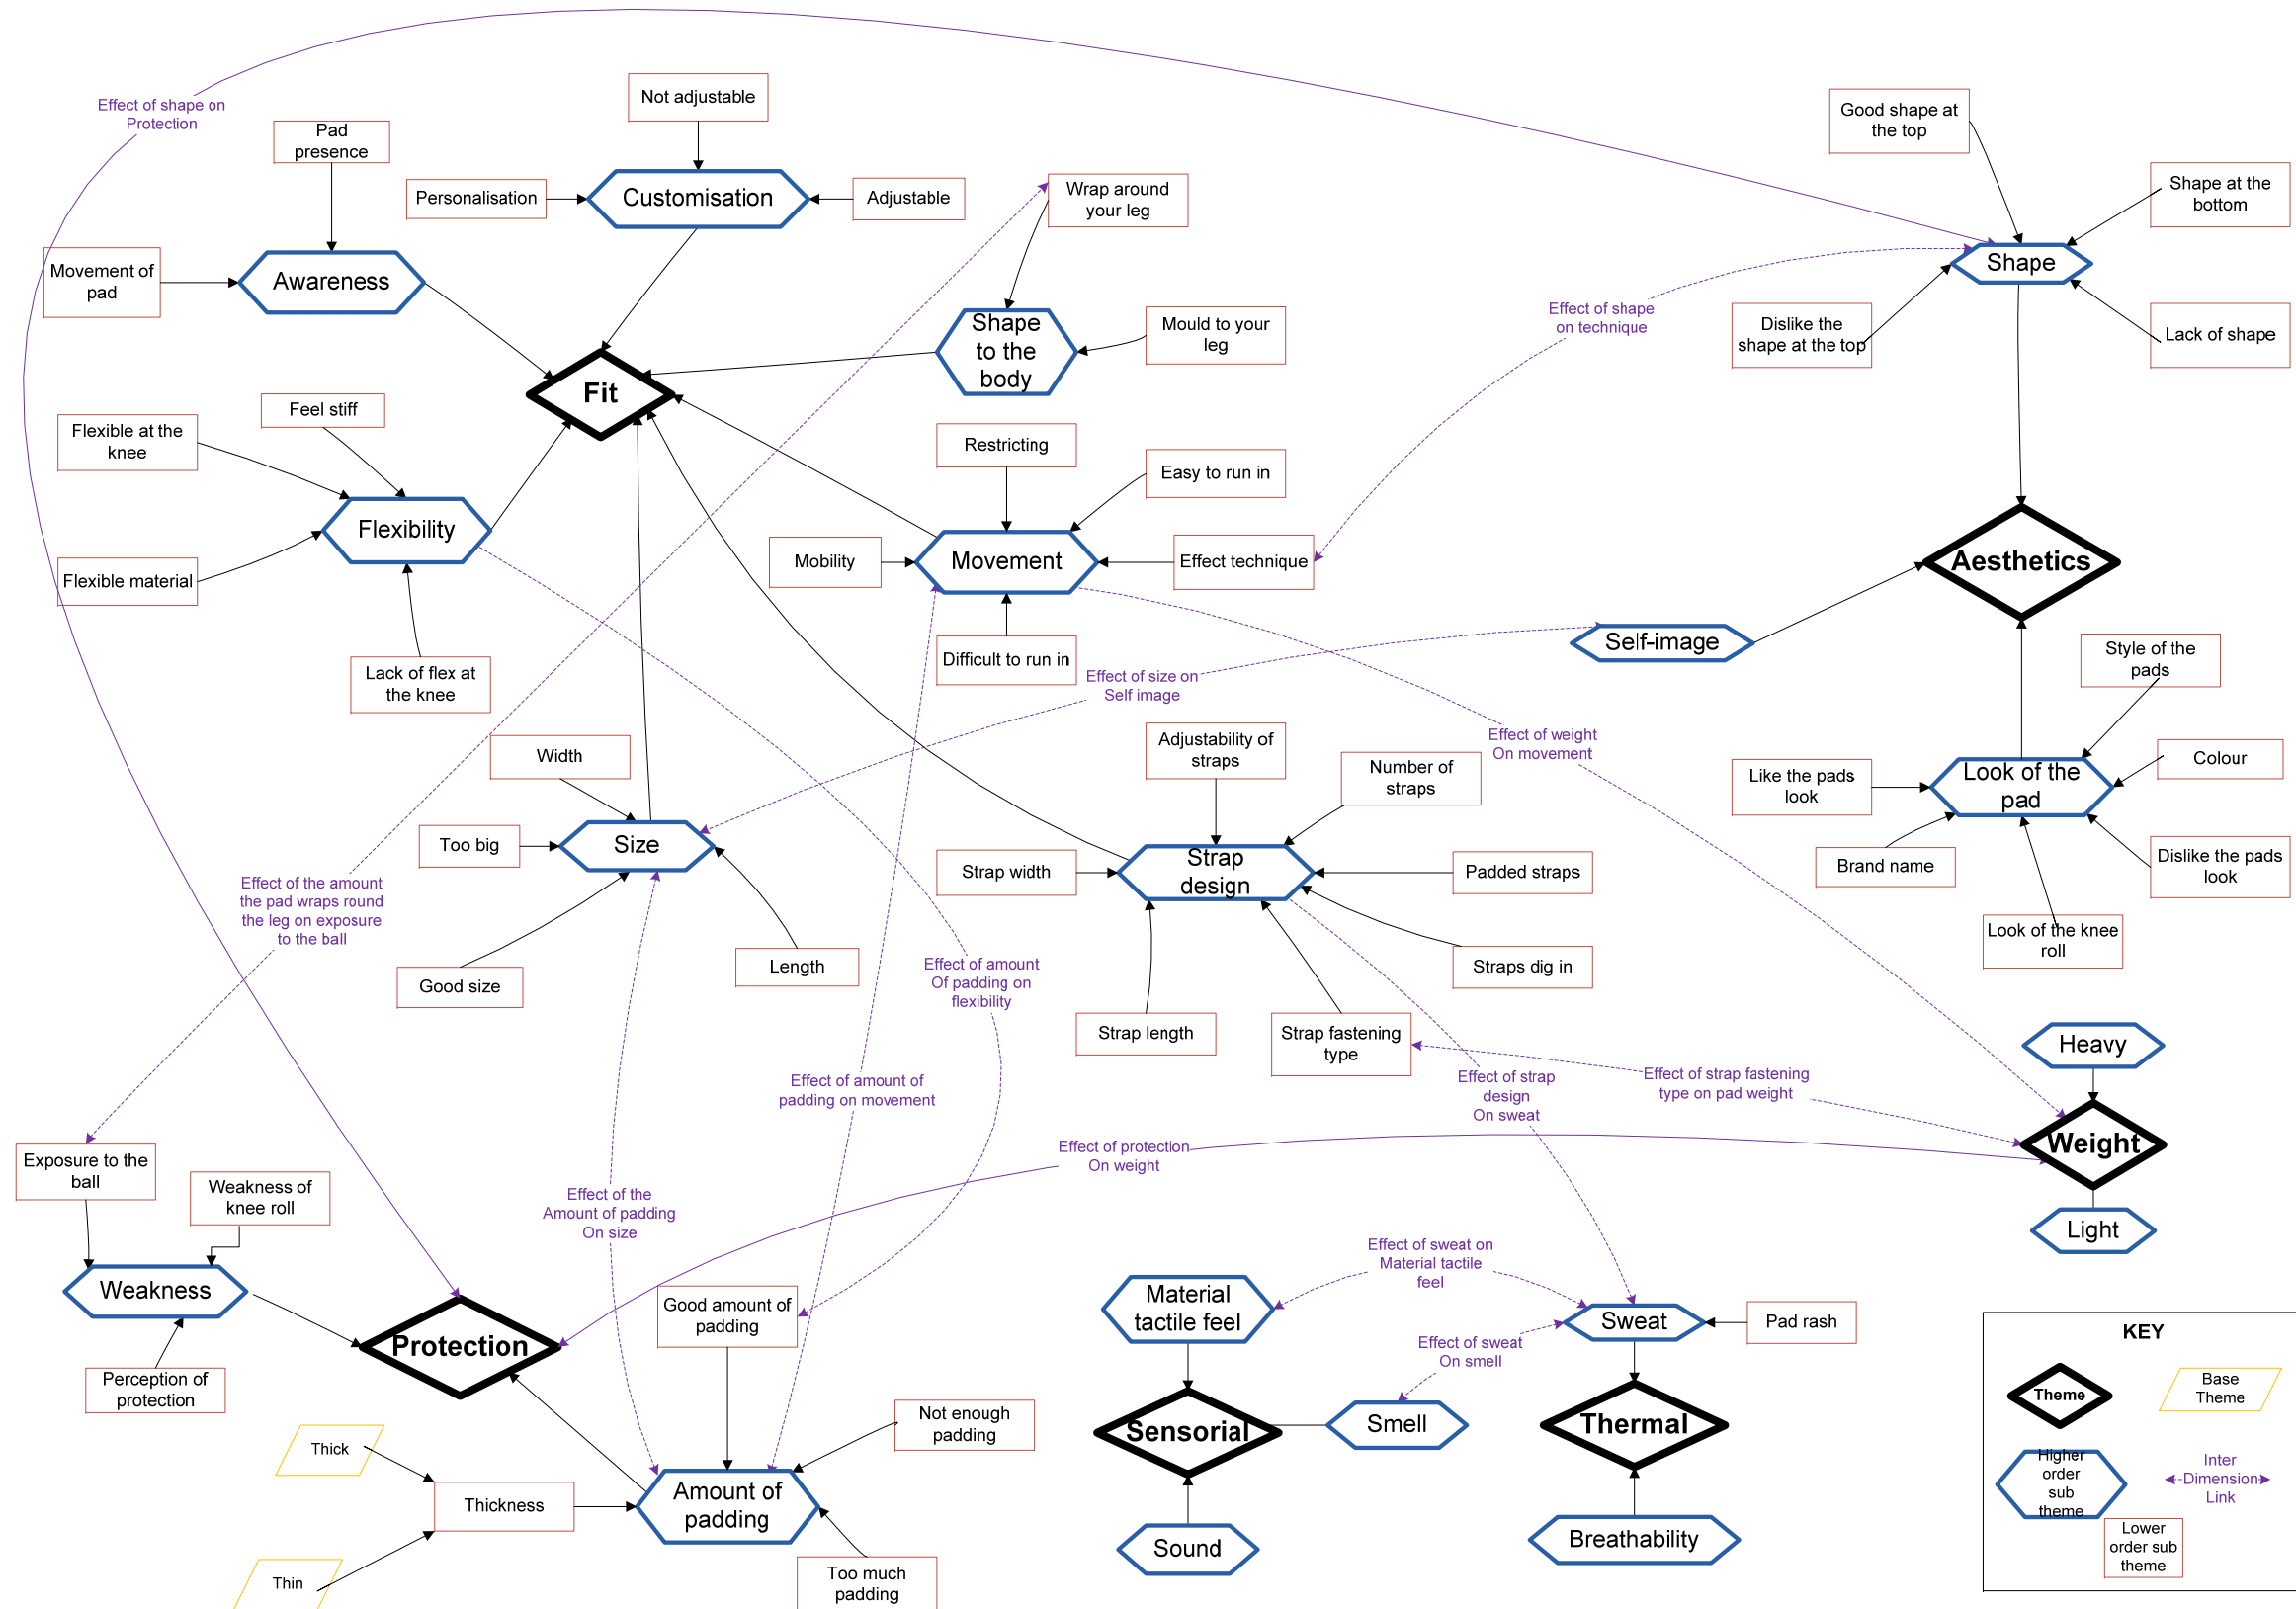 Effect of shape on
Protection
Not adjustable
Pad
presence
Personalisation
Customisation
Adjustable
Wrap around
your leg
Good shape at
the top
Shape at the
bottom
Movement of
pad
Awareness
Shape
Shape
to the
body
Mould to your
leg
Effect of shape
on technique
Dislike the
shape at the top
Lack of shape
Fit
Feel stiff
Flexible at the
knee
Flexibility
Flexible material
Lack of flex at
the knee
Restricting
Easy to run in
Mobility
Movement
Effect technique
Difficult to run in
Aesthetics
Self-image
Effect of size on
Self image
Style of the
pads
Effect of weight
On movement
Width
Adjustability of
straps
Number of
straps
Like the pads
look
Look of the
pad
Colour
Too big
Size
Strap width
Strap
design
Padded straps
Brand name
Dislike the pads
look
Effect of the amount
the pad wraps round
the leg on exposure
to the ball
Good size
Length
Effect of amount
Of padding on
flexibility
Straps dig in
Look of the knee
roll
Strap length
Strap fastening
type
Heavy
Effect of amount of
padding on movement
Effect of strap
design
On sweat
Effect of strap fastening
type on pad weight
Weight
Effect of protection
On weight
Exposure to the
ball
Weakness of
knee roll
Effect of the
Amount of padding
On size
Light
Weakness
Effect of sweat on
Material tactile
feel
Good amount of
padding
Material
tactile feel
Sweat
Pad rash
Protection
Effect of sweat
On smell
Perception of
protection
Not enough
padding
Sensorial
Smell
Thermal
Thick
Thickness
Amount of
padding
Thin
Too much
padding
Sound
Breathability
KEY
Theme
Base
Theme
Higher
order
sub
theme
Inter
Dimension
Link
Lower
order sub
theme